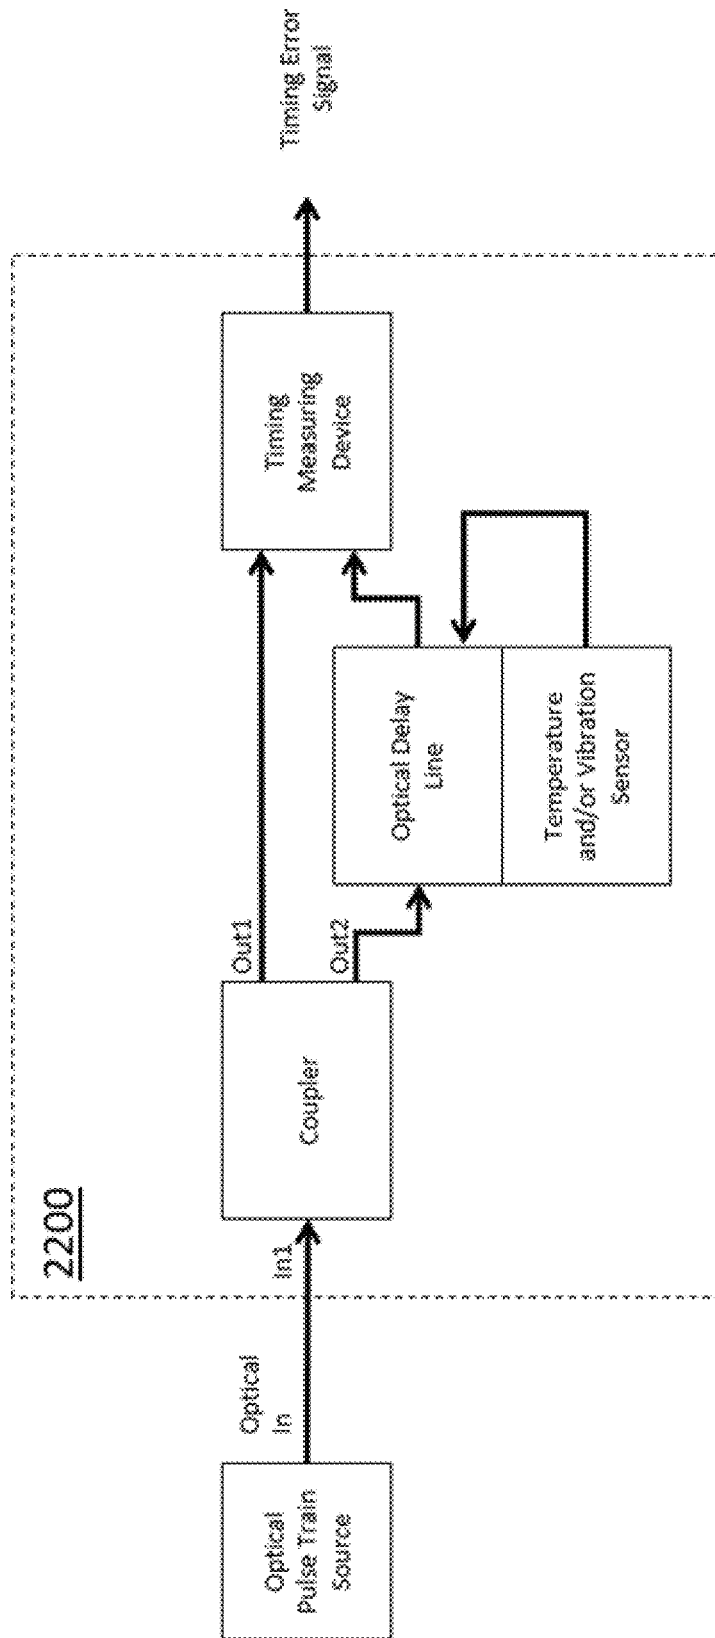 2200
Optical
Pulse Train
Source
Optical
In
In1
Coupler
Out1
Out2
Optical Delay
Line
Temperature
and/or Vibration
Sensor
Timing
Measuring
Device
Timing Error
Signal